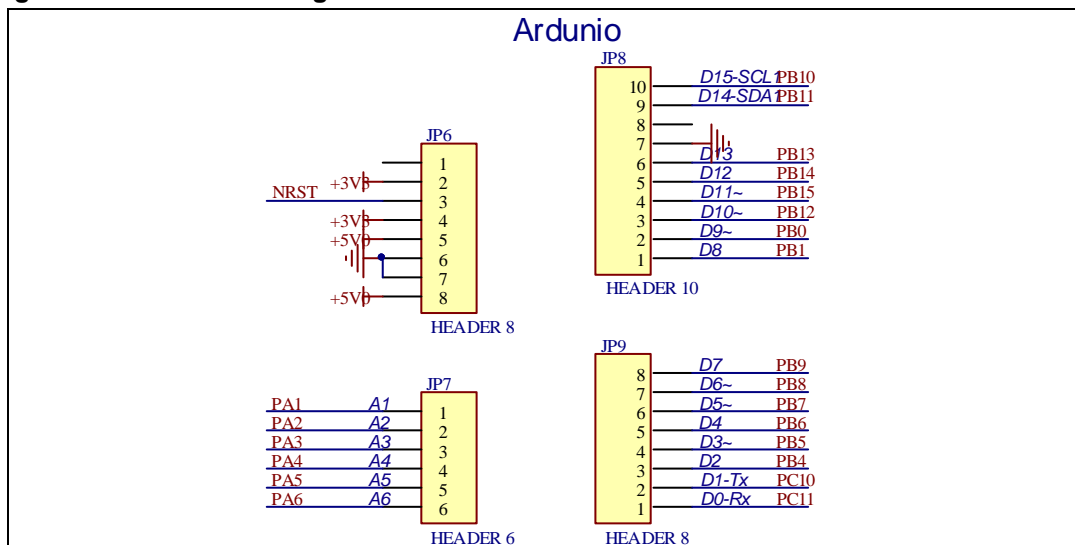 Ardunio
JP6
1
+3V3 2
NRST 3
+3V3 4
+5V0 5
6
7
+5V0 8
HEADER 8
JP8
10 D15-SCL1 PB10
9 D14-SDA1 PB11
8
7
6 D13 PB13
5 D12 PB14
4 D11~ PB15
3 D10~ PB12
2 D9~ PB0
1 D8 PB1
HEADER 10
JP7
PA1 A1 1
PA2 A2 2
PA3 A3 3
PA4 A4 4
PA5 A5 5
PA6 A6 6
HEADER 6
JP9
8 D7 PB9
7 D6~ PB8
6 D5~ PB7
5 D4 PB6
4 D3~ PB5
3 D2 PB4
2 D1-Tx PC10
1 D0-Rx PC11
HEADER 8